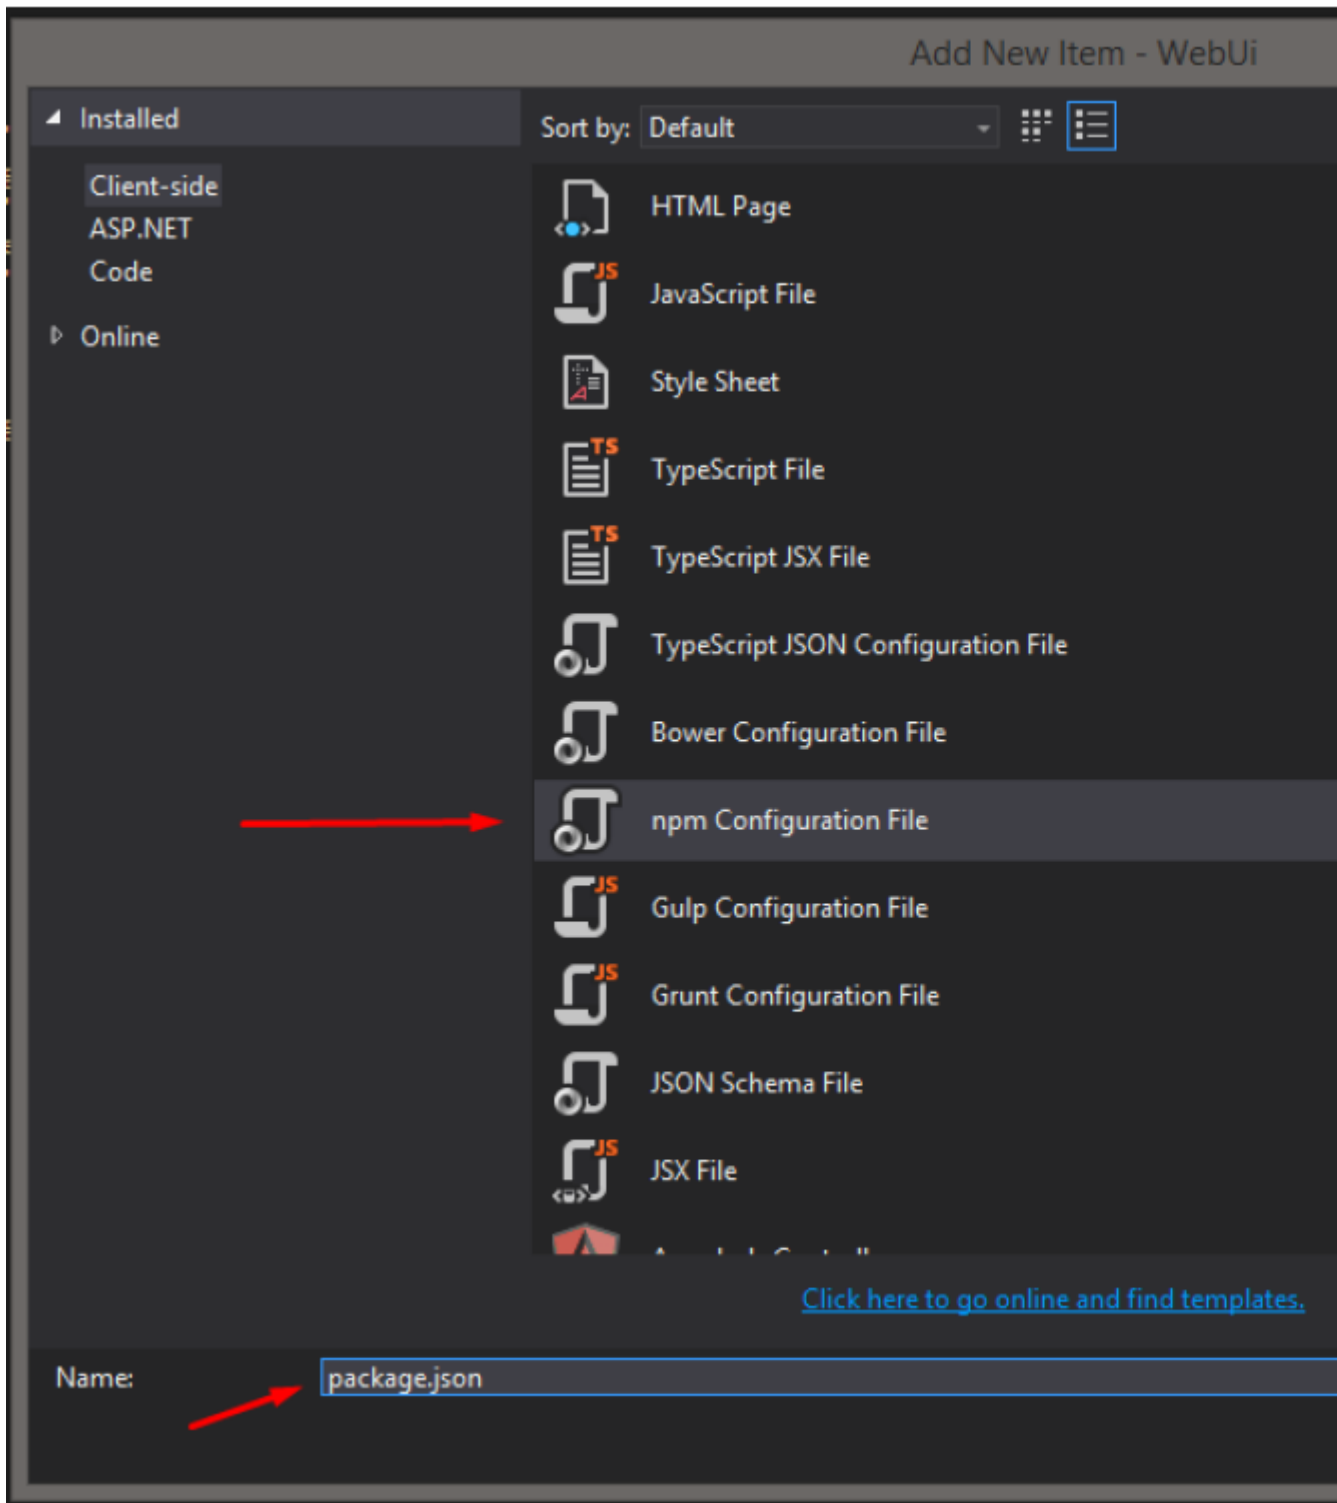 Add New Item - WebUi
Installed
Client-side
ASP.NET
Code
Online
Sort by: Default
HTML Page
JS
JavaScript File
Style Sheet
TS
TypeScript File
TS
TypeScript JSX File
TypeScript JSON Configuration File
Bower Configuration File
npm Configuration File
JS
Gulp Configuration File
JS
Grunt Configuration File
JSON Schema File
JS
JSX File
Click here to go online and find templates.
Name: package.json